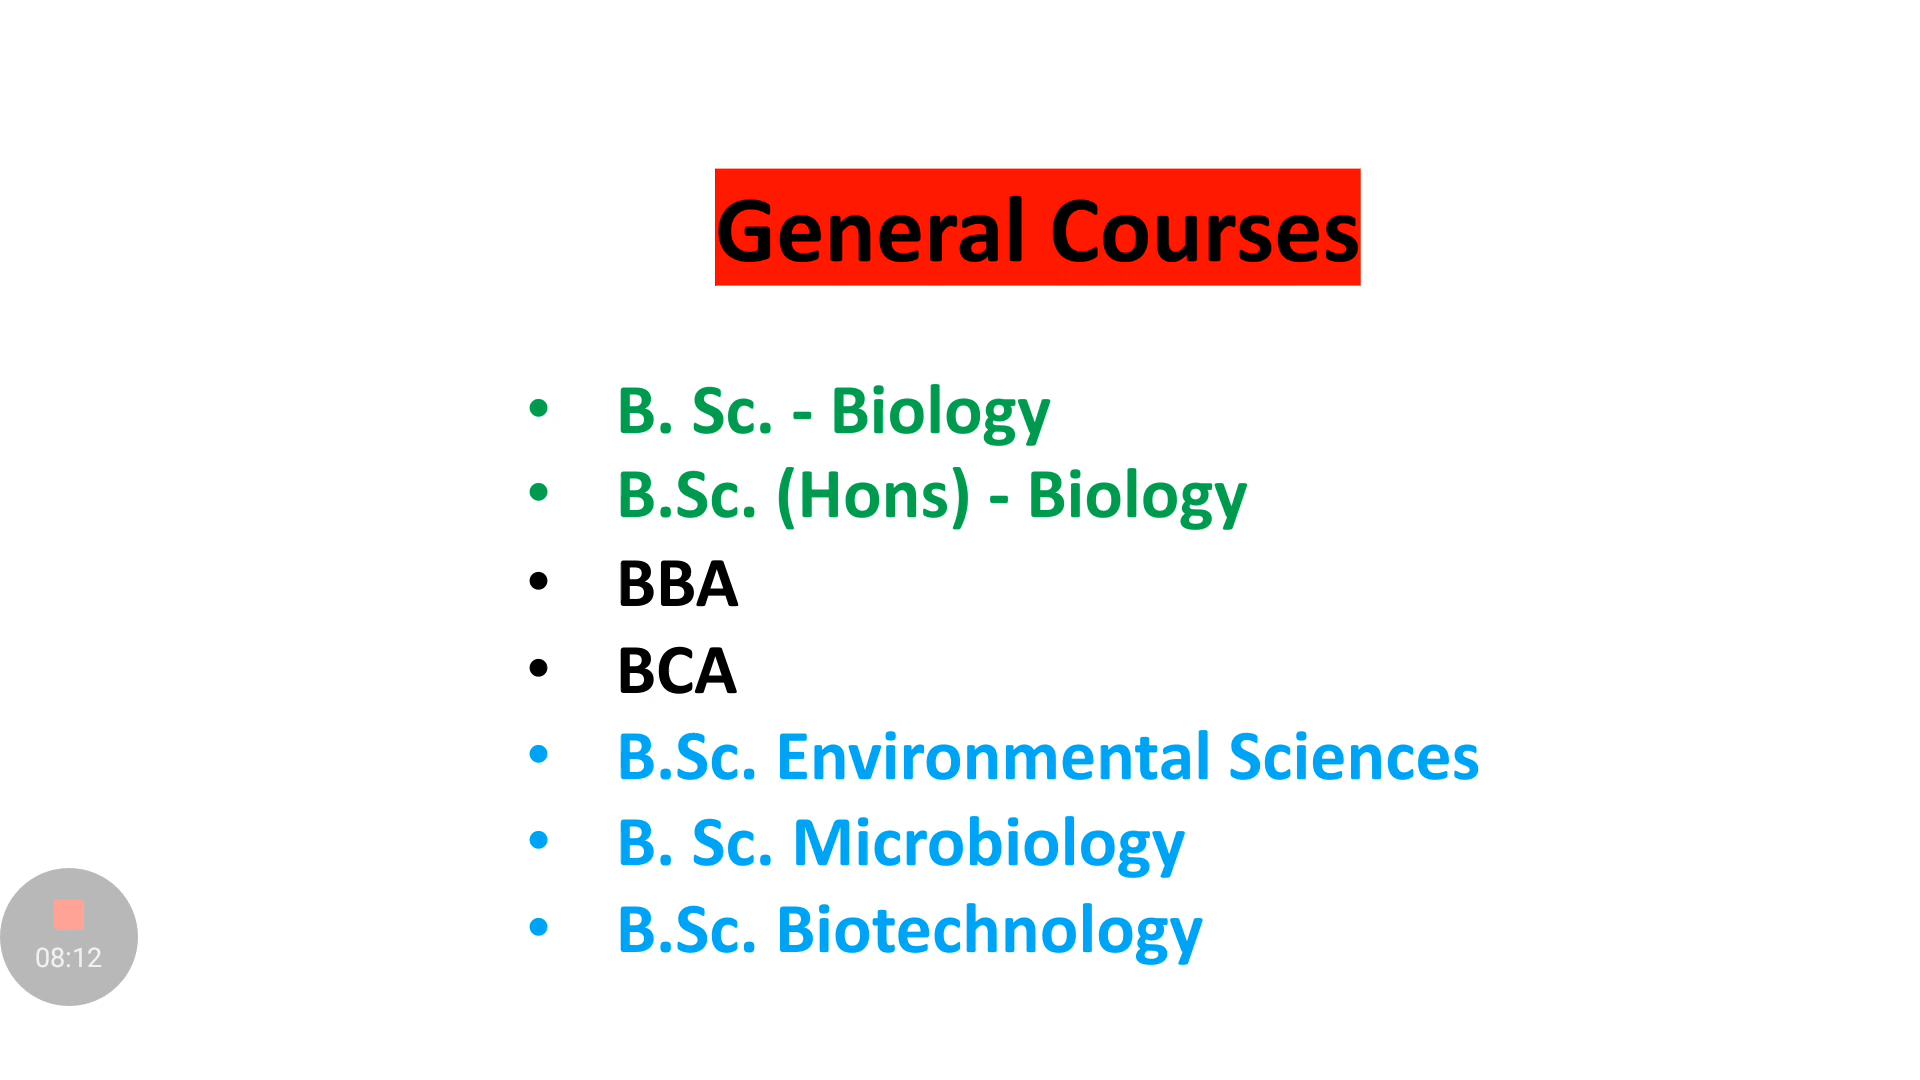 General Courses
• B. Sc. - Biology
• B.Sc. (Hons) - Biology
• BBA
• BCA
• B.Sc. Environmental Sciences
• B. Sc. Microbiology
• B.Sc. Biotechnology
08:12